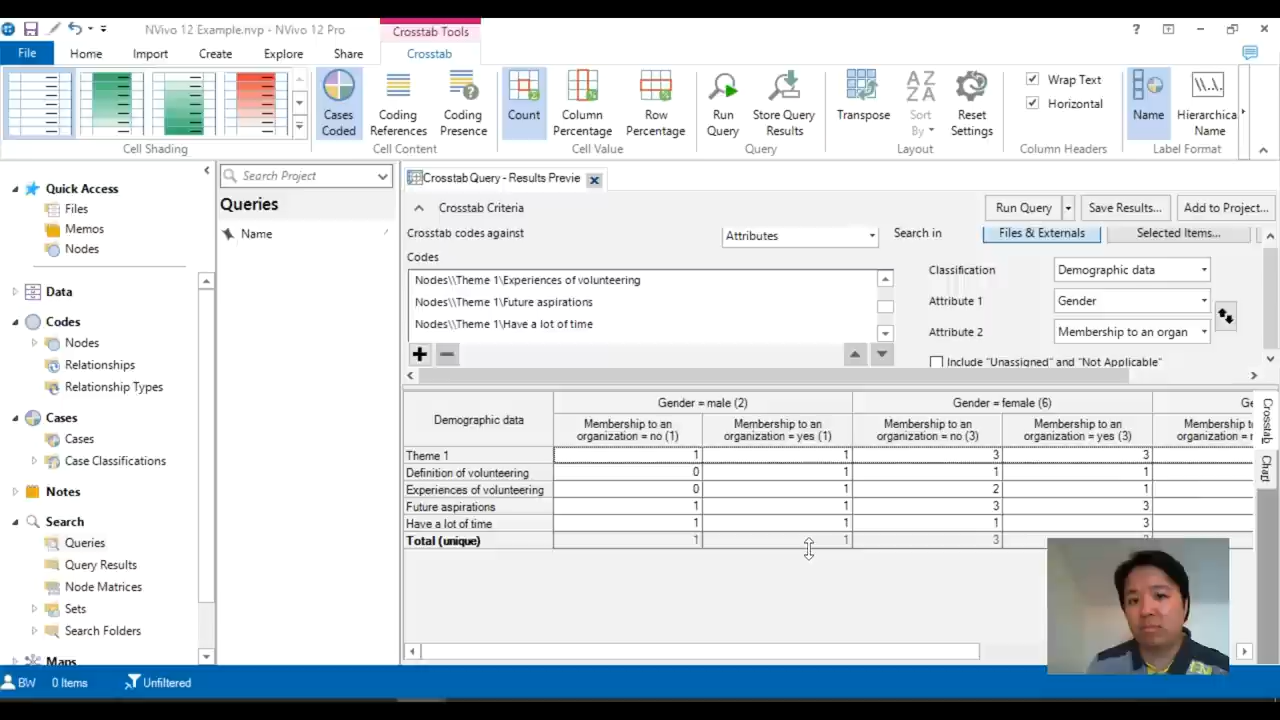 NVivo 12 Example.nvp - NVivo 12 Pro
Crosstab Tools
?
File
Home
Import
Create
Explore
Share
Crosstab
Cell Shading
Cases Coded
Coding References
Coding Presence
Cell Content
Count
Column Percentage
Row Percentage
Cell Value
Run Query
Store Query Results
Query
Transpose
Sort By
Reset Settings
Layout
Wrap Text
Horizontal
Column Headers
Name
Hierarchica Name
Label Format
Quick Access
Files
Memos
Nodes
Data
Codes
Nodes
Relationships
Relationship Types
Cases
Cases
Case Classifications
Notes
Search
Queries
Query Results
Node Matrices
Sets
Search Folders
Maps
Search Project
Queries
Name
Crosstab Query - Results Previe
Crosstab Criteria
Run Query
Save Results...
Add to Project...
Crosstab codes against
Attributes
Search in
Files & Externals
Selected Items...
Codes
Nodes\\Theme 1\Experiences of volunteering
Nodes\\Theme 1\Future aspirations
Nodes\\Theme 1\Have a lot of time
Classification
Demographic data
Attribute 1
Gender
Attribute 2
Membership to an organ
Include "Unassigned" and "Not Applicable"
Demographic data
Gender = male (2)
Gender = female (6)
Ge
Membership to an organization = no (1)
Membership to an organization = yes (1)
Membership to an organization = no (3)
Membership to an organization = yes (3)
Theme 1 1 1 3 3
Definition of volunteering 0 1 1 1
Experiences of volunteering 0 1 2 1
Future aspirations 1 1 3 3
Have a lot of time 1 1 1 3
Total (unique) 1 1 3
Crosstab
Chart
BW
0 Items
Unfiltered